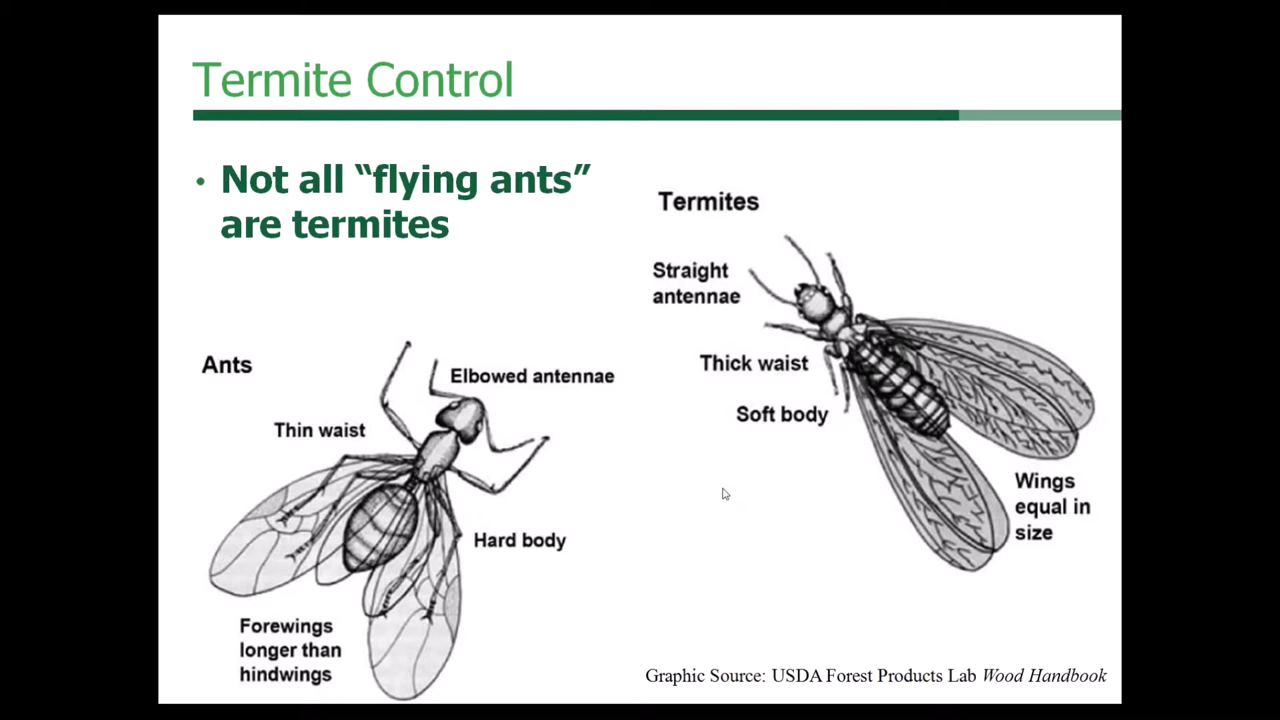 Termite Control
• Not all “flying ants”
are termites
Termites
Straight
antennae
Thick waist
Soft body
Wings
equal in
size
Ants
Elbowed antennae
Thin waist
Hard body
Forewings
longer than
hindwings
Graphic Source: USDA Forest Products Lab Wood Handbook